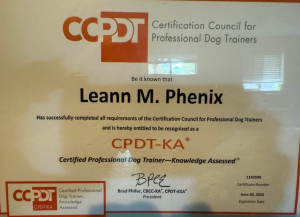 CCPDT
Certification Council for
Professional Dog Trainers
Be it known that
Leann M. Phenix
Has successfully completed all requirements of the Certification Council for Professional Dog Trainers
and is hereby entitled to be recognized as a
CPDT-KA®
Certified Professional Dog Trainer—Knowledge Assessed®
Brad Phifer, CBCC-KA®, CPDT-KSA®
President
Certificate Number
June 30, 2022
Expiration Date
CCPDT
CPDT-KA
Certified Professional
Dog Trainer,
Knowledge
Assessed